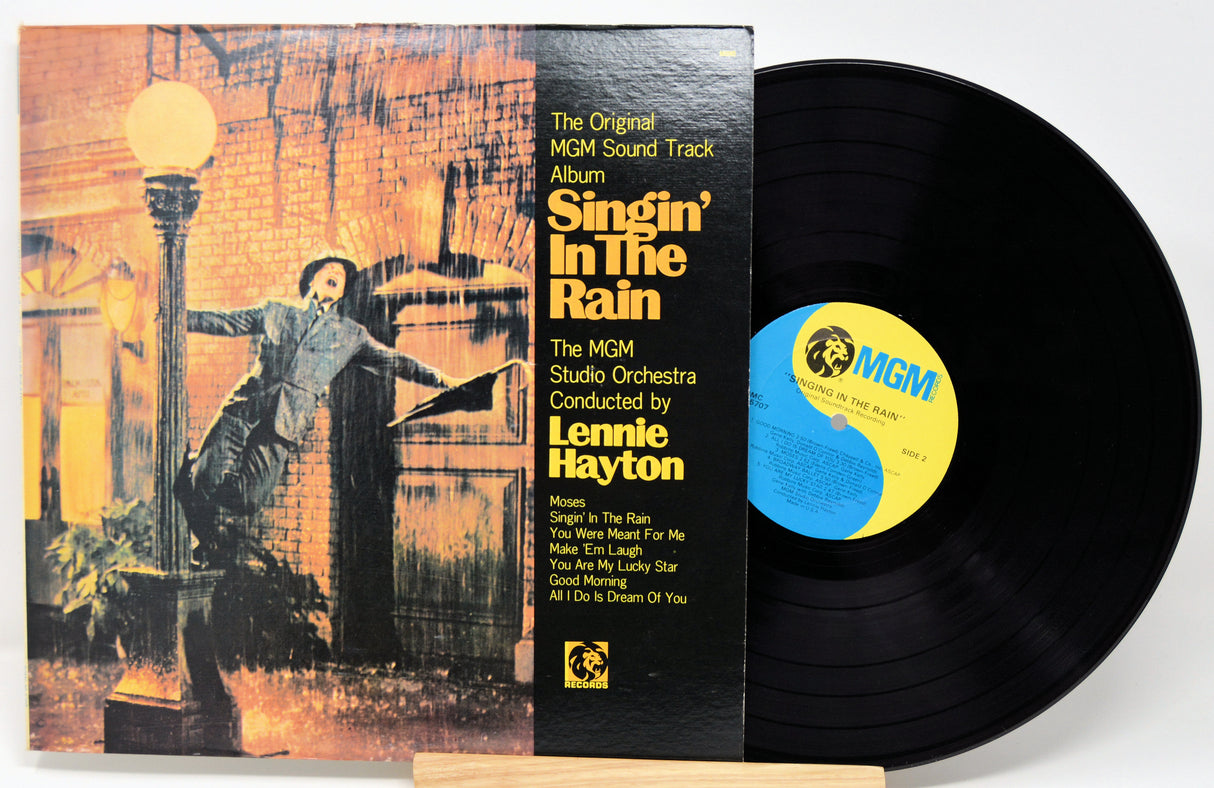 The Original
MGM Sound Track
Album
Singin'
In The
Rain
The MGM
Studio Orchestra
Conducted by
Lennie
Hayton
Moses
Singin' In The Rain
You Were Meant For Me
Make 'Em Laugh
You Are My Lucky Star
Good Morning
All I Do Is Dream Of You
RECORDS
MGM
RECORDS
"SINGING IN THE RAIN"
Original Soundtrack Recording
SIDE 2
Made in U.S.A.